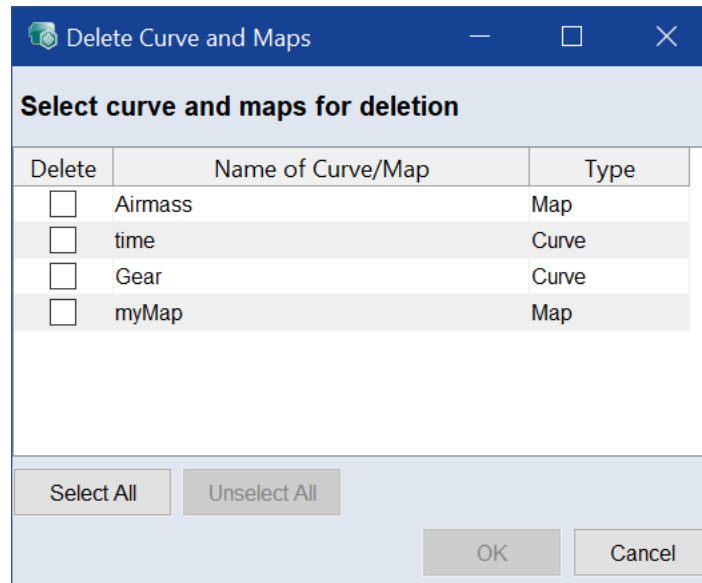 Delete Curve and Maps
Select curve and maps for deletion
Delete Name of Curve/Map Type
Airmass Map
time Curve
Gear Curve
myMap Map
Select All Unselect All
OK Cancel